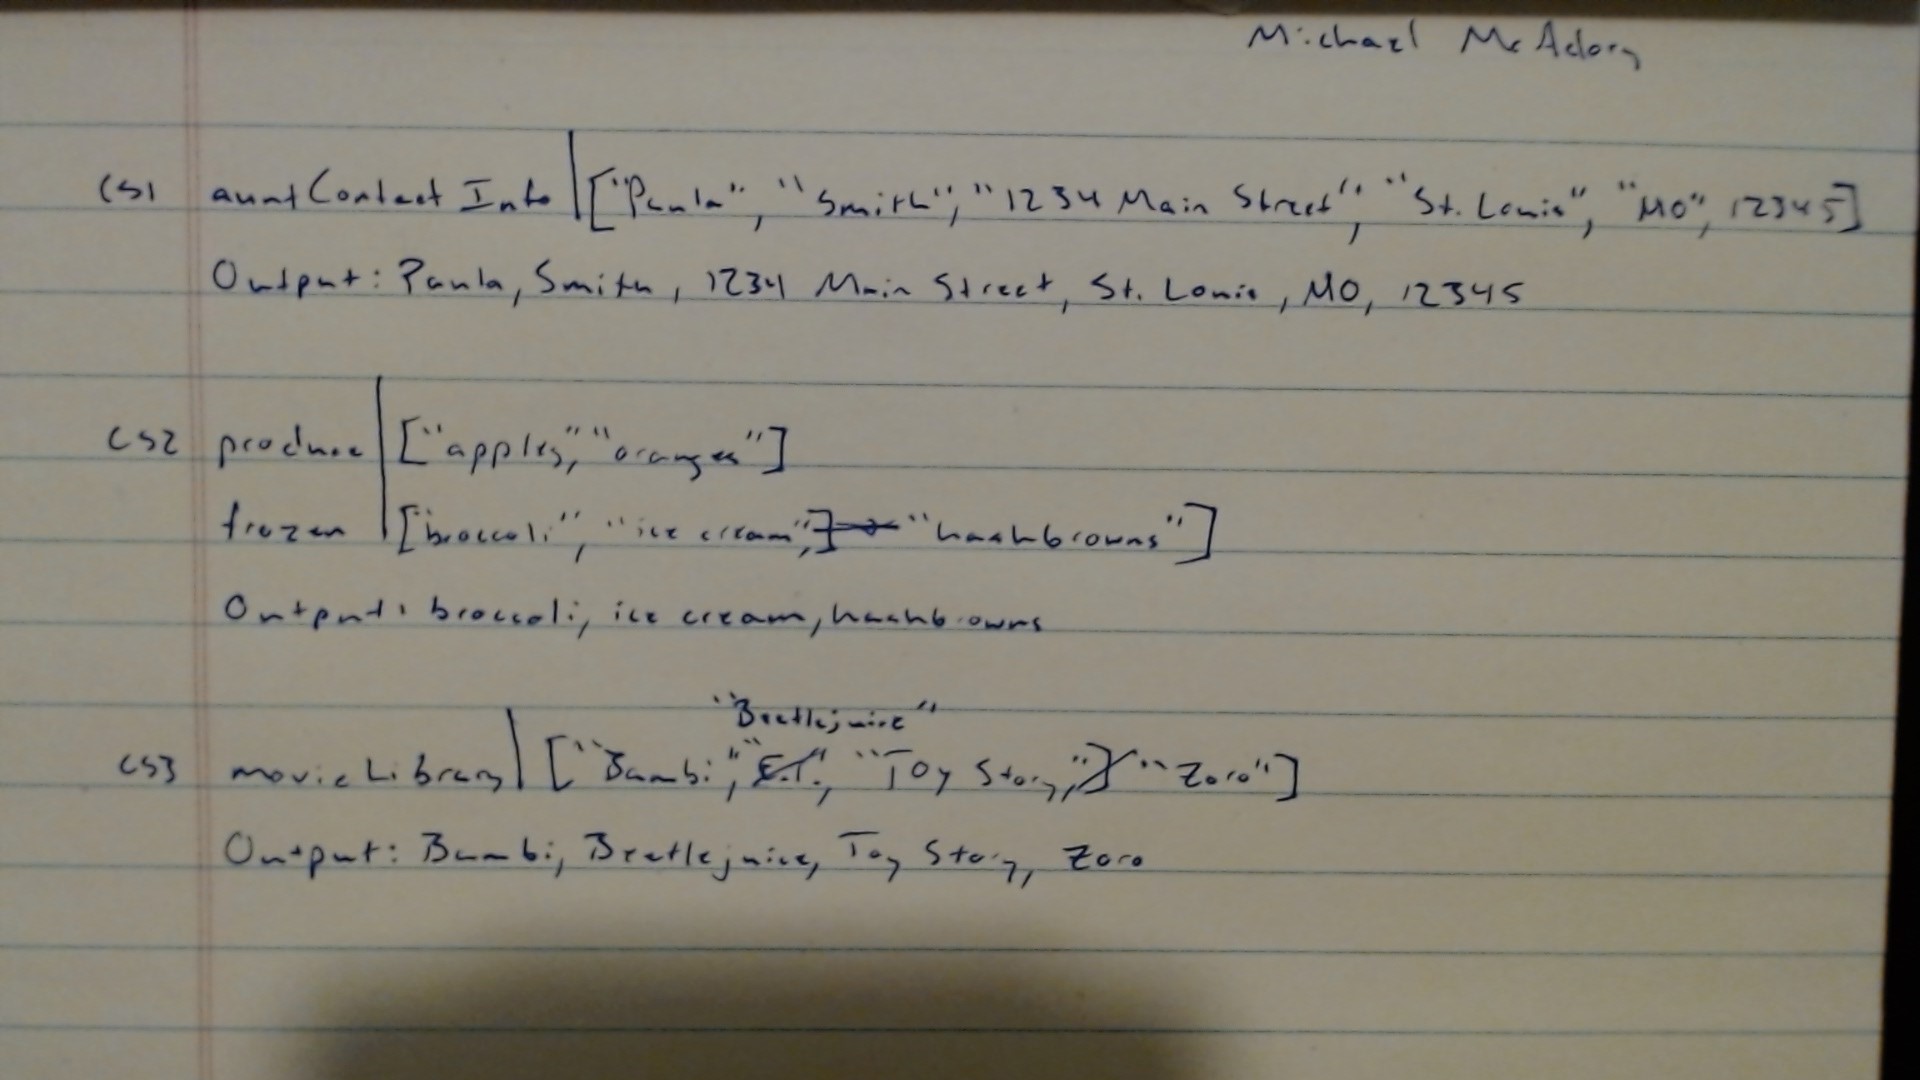 Michael McAdory
CS1 auntContactInfo | ["Paula", "Smith", "1234 Main Street", "St. Louis", "MO", 12345]
Output: Paula, Smith, 1234 Main Street, St. Louis, MO, 12345
CS2 produce | ["apples", "oranges"]
frozen | ["broccoli", "ice cream", "hashbrowns"]
Output: broccoli, ice cream, hashbrowns
"Beetlejuice"
CS3 movieLibrary | ["Bambi", "E.T.", "Toy Story", "Zoro"]
Output: Bambi, Beetlejuice, Toy Story, Zoro